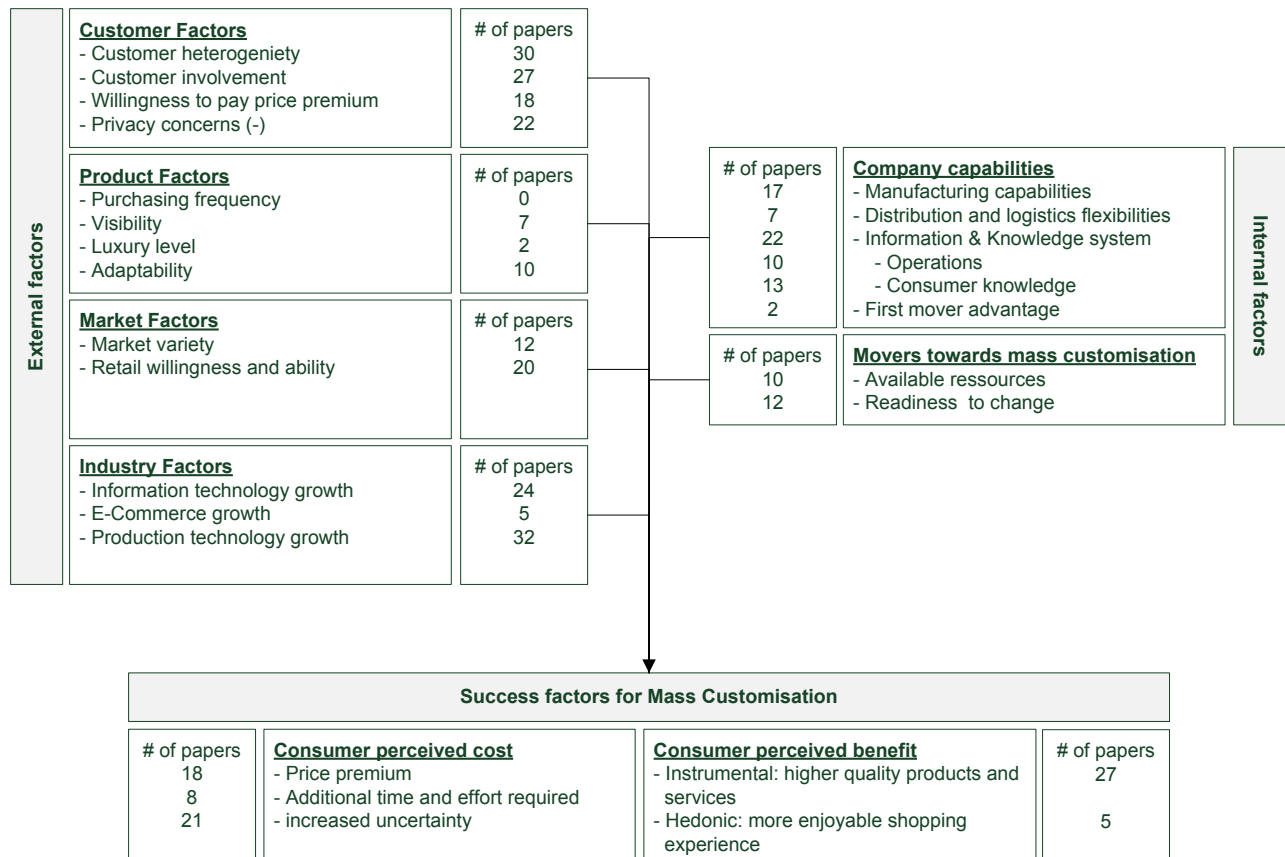 External factors
Customer Factors
- Customer heterogeniety
- Customer involvement
- Willingness to pay price premium
- Privacy concerns (-)
# of papers
30
27
18
22
Product Factors
- Purchasing frequency
- Visibility
- Luxury level
- Adaptability
# of papers
0
7
2
10
Market Factors
- Market variety
- Retail willingness and ability
# of papers
12
20
Industry Factors
- Information technology growth
- E-Commerce growth
- Production technology growth
# of papers
24
5
32
# of papers
17
7
22
10
13
2
Company capabilities
- Manufacturing capabilities
- Distribution and logistics flexibilities
- Information & Knowledge system
- Operations
- Consumer knowledge
- First mover advantage
# of papers
10
12
Movers towards mass customisation
- Available ressources
- Readiness to change
Internal factors
Success factors for Mass Customisation
# of papers
18
8
21
Consumer perceived cost
- Price premium
- Additional time and effort required
- increased uncertainty
Consumer perceived benefit
- Instrumental: higher quality products and
services
- Hedonic: more enjoyable shopping
experience
# of papers
27
5